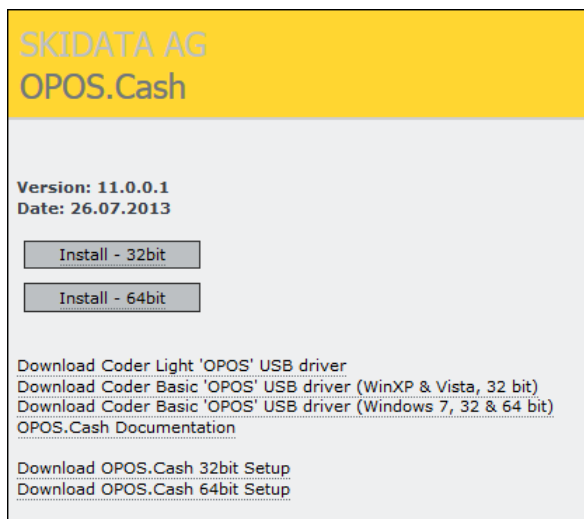 SKIDATA AG
OPOS.Cash
Version: 11.0.0.1
Date: 26.07.2013
Install - 32bit
Install - 64bit
Download Coder Light 'OPOS' USB driver
Download Coder Basic 'OPOS' USB driver (WinXP & Vista, 32 bit)
Download Coder Basic 'OPOS' USB driver (Windows 7, 32 & 64 bit)
OPOS.Cash Documentation
Download OPOS.Cash 32bit Setup
Download OPOS.Cash 64bit Setup